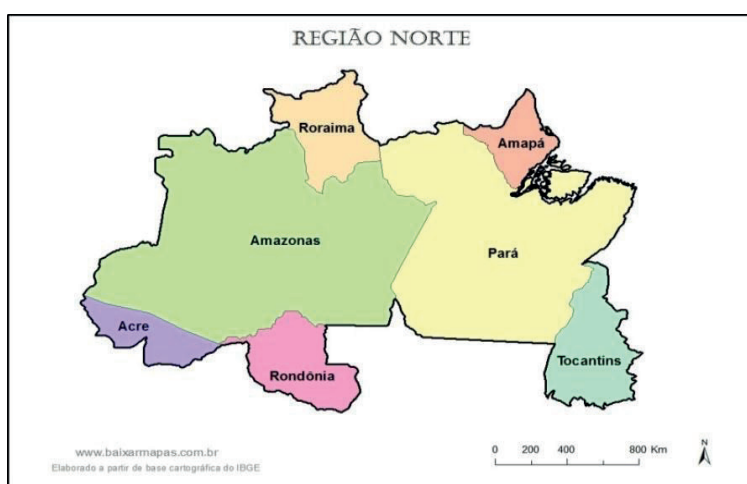 REGIÃO NORTE
Roraima
Amapá
Amazonas
Pará
Acre
Rondônia
Tocantins
www.baixarmapas.com.br
Elaborado a partir de base cartográfica do IBGE
0 200 400 800 Km
N